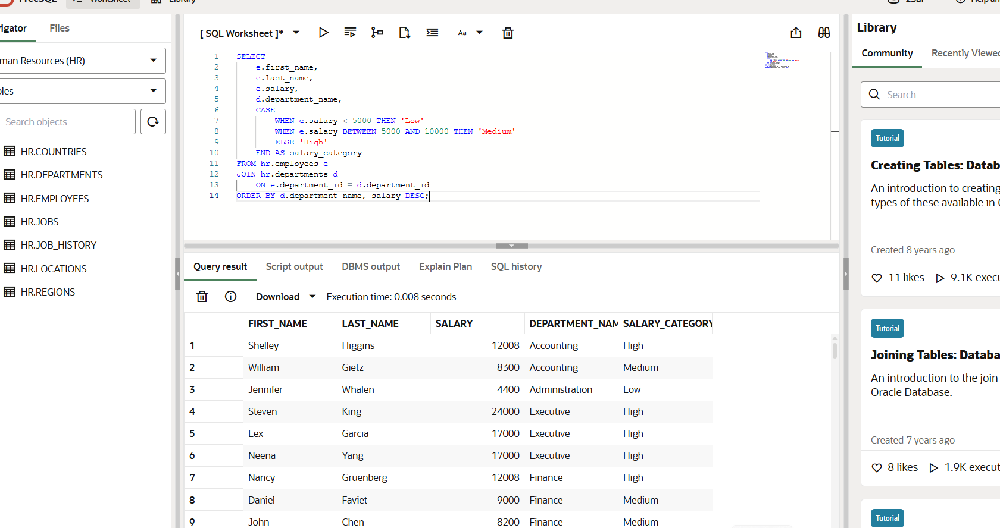 Worksheet
Library
Navigator
Files
Human Resources (HR)
Tables
Search objects
HR.COUNTRIES
HR.DEPARTMENTS
HR.EMPLOYEES
HR.JOBS
HR.JOB_HISTORY
HR.LOCATIONS
HR.REGIONS
[ SQL Worksheet ]*
Aa
1 SELECT
2 e.first_name,
3 e.last_name,
4 e.salary,
5 d.department_name,
6 CASE
7 WHEN e.salary < 5000 THEN 'Low'
8 WHEN e.salary BETWEEN 5000 AND 10000 THEN 'Medium'
9 ELSE 'High'
10 END AS salary_category
11 FROM hr.employees e
12 JOIN hr.departments d
13 ON e.department_id = d.department_id
14 ORDER BY d.department_name, salary DESC;
Query result
Script output
DBMS output
Explain Plan
SQL history
Download
Execution time: 0.008 seconds
FIRST_NAME LAST_NAME SALARY DEPARTMENT_NAM SALARY_CATEGORY
1 Shelley Higgins 12008 Accounting High
2 William Gietz 8300 Accounting Medium
3 Jennifer Whalen 4400 Administration Low
4 Steven King 24000 Executive High
5 Lex Garcia 17000 Executive High
6 Neena Yang 17000 Executive High
7 Nancy Gruenberg 12008 Finance High
8 Daniel Faviet 9000 Finance Medium
9 John Chen 8200 Finance Medium
Library
Community
Recently Viewed
Search
Tutorial
Creating Tables: Datab
An introduction to creating
types of these available in
Created 8 years ago
11 likes 9.1K execu
Tutorial
Joining Tables: Databa
An introduction to the join
Oracle Database.
Created 7 years ago
8 likes 1.9K execut
Tutorial